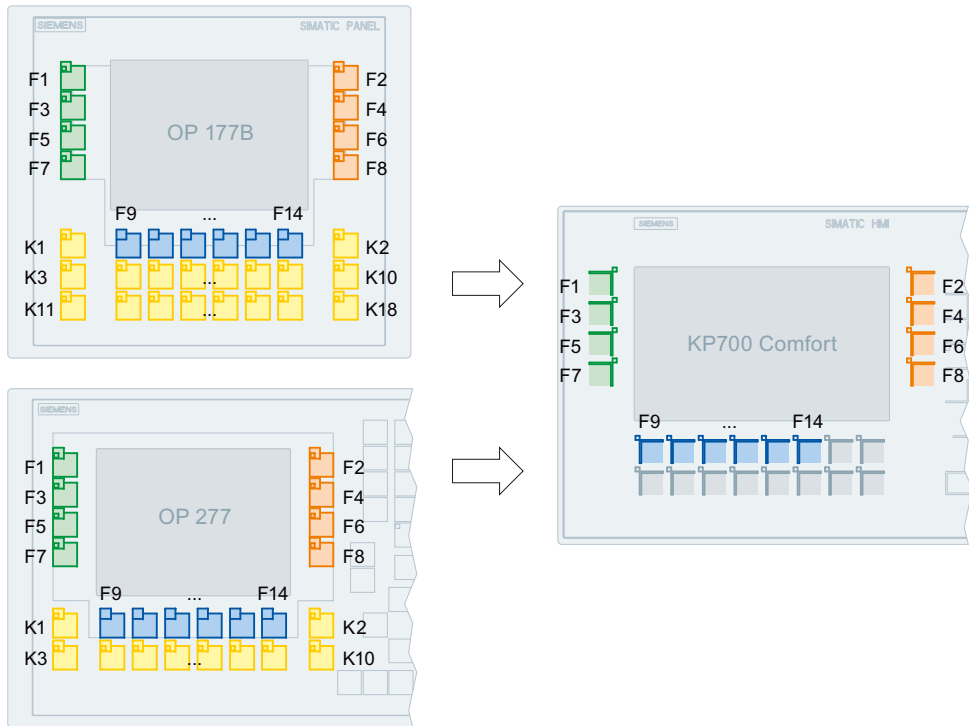 SIEMENS SIMATIC PANEL
F1 F2
F3 F4
F5 OP 177B F6
F7 F8
F9 ... F14
K1 K2
K3 ... K10
K11 ... K18
SIEMENS
F1 F2
F3 F4
F5 OP 277 F6
F7 F8
F9 ... F14
K1 K2
K3 ... K10
SIEMENS SIMATIC HMI
F1 F2
F3 F4
F5 KP700 Comfort F6
F7 F8
F9 ... F14